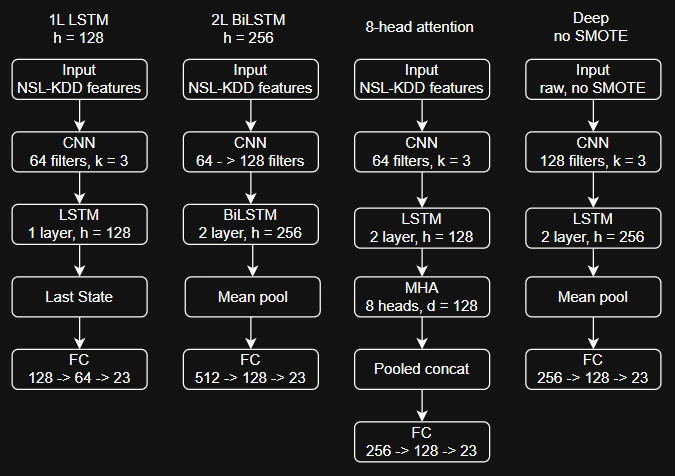 1L LSTM
h = 128
Input
NSL-KDD features
CNN
64 filters, k = 3
LSTM
1 layer, h = 128
Last State
FC
128 -> 64 -> 23
2L BiLSTM
h = 256
Input
NSL-KDD features
CNN
64 - > 128 filters
BiLSTM
2 layer, h = 256
Mean pool
FC
512 -> 128 -> 23
8-head attention
Input
NSL-KDD features
CNN
64 filters, k = 3
LSTM
2 layer, h = 128
MHA
8 heads, d = 128
Pooled concat
FC
256 -> 128 -> 23
Deep
no SMOTE
Input
raw, no SMOTE
CNN
128 filters, k = 3
LSTM
2 layer, h = 256
Mean pool
FC
256 -> 128 -> 23